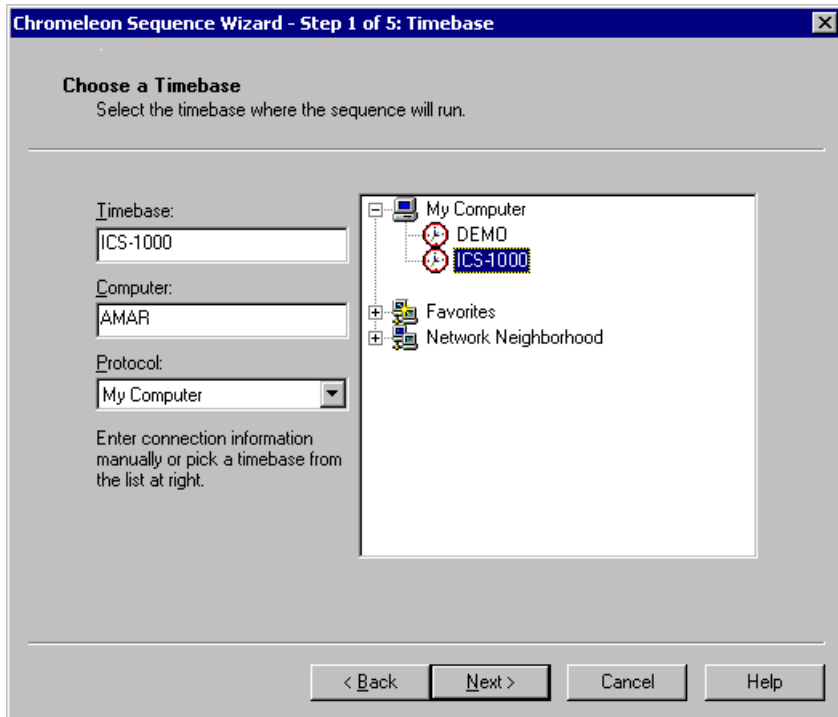 Chromeleon Sequence Wizard - Step 1 of 5: Timebase
Choose a Timebase
Select the timebase where the sequence will run.
Timebase:
ICS-1000
Computer:
AMAR
Protocol:
My Computer
Enter connection information
manually or pick a timebase from
the list at right.
My Computer
DEMO
ICS-1000
Favorites
Network Neighborhood
< Back
Next >
Cancel
Help